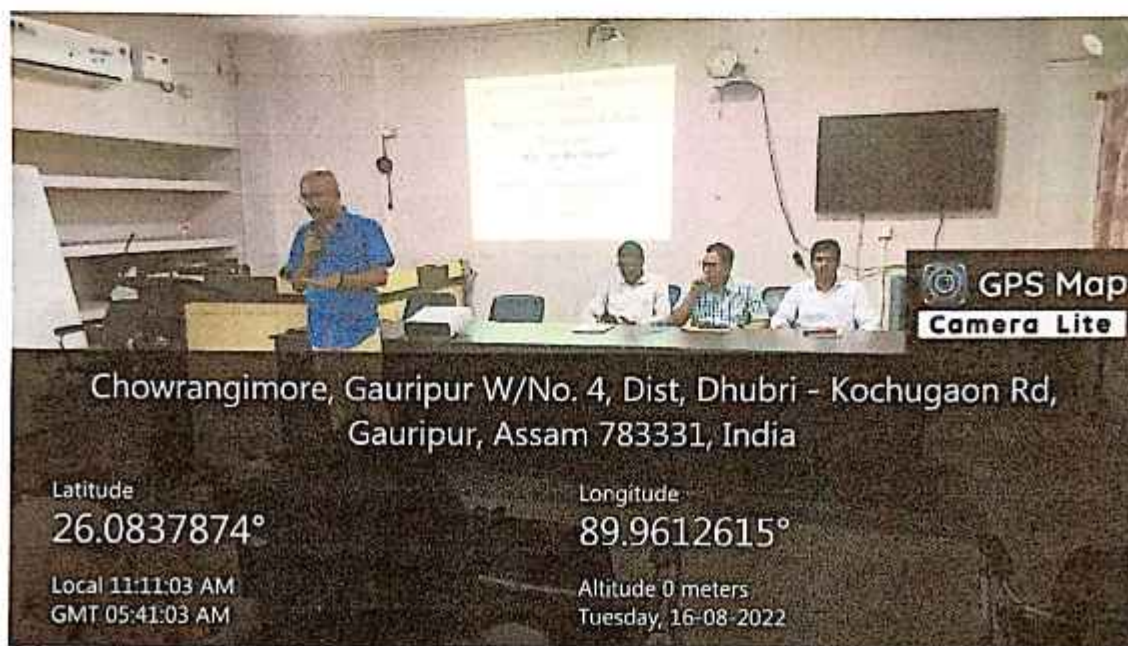 GPS Map
Camera Lite
Chowrangimore, Gauripur W/No. 4, Dist, Dhubri - Kochugaon Rd,
Gauripur, Assam 783331, India
Latitude
26.0837874°
Longitude
89.9612615°
Local 11:11:03 AM
GMT 05:41:03 AM
Altitude 0 meters
Tuesday, 16-08-2022